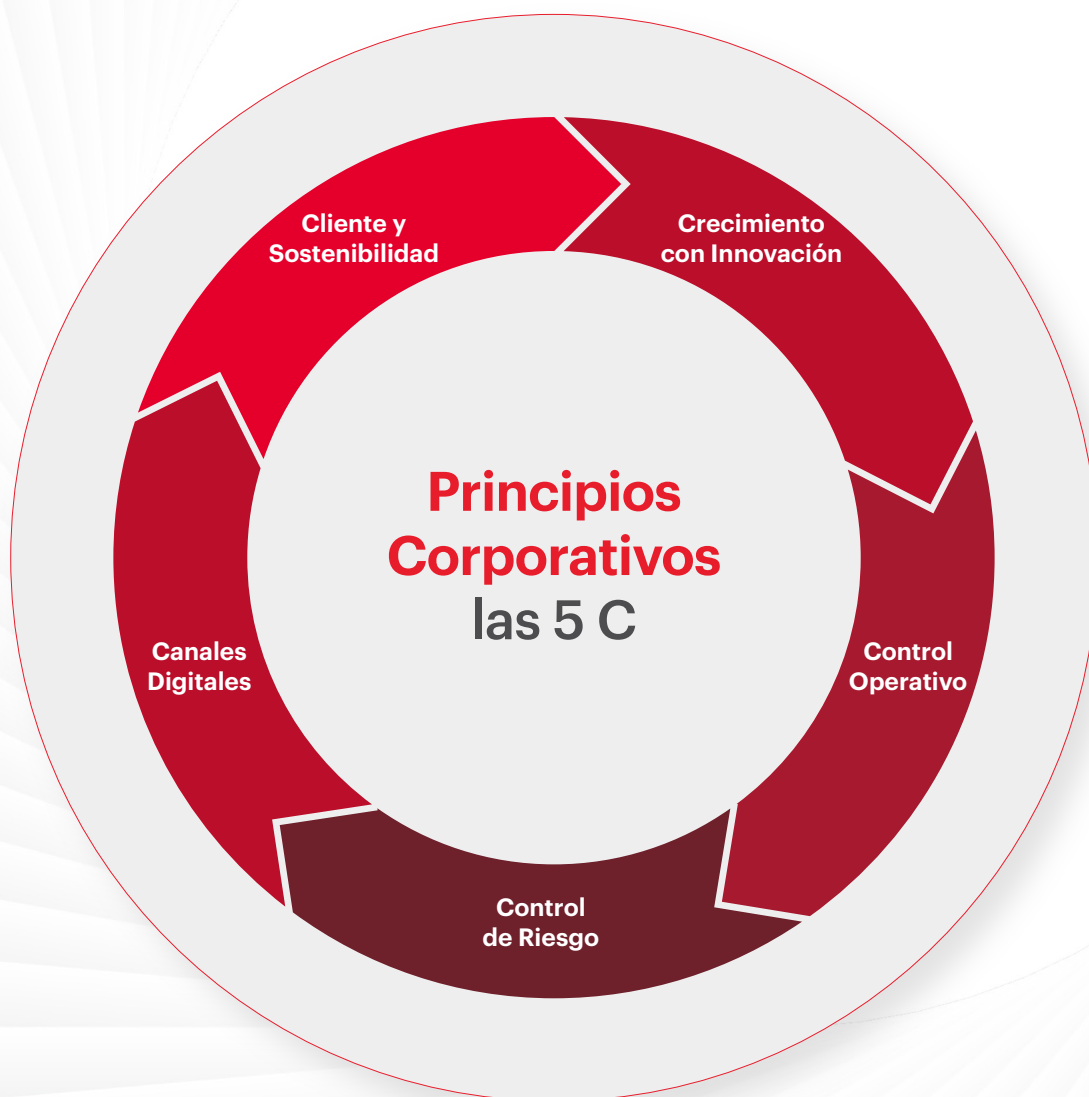 Cliente y
Sostenibilidad
Crecimiento
con Innovación
Principios
Corporativos
las 5 C
Canales
Digitales
Control
Operativo
Control
de Riesgo